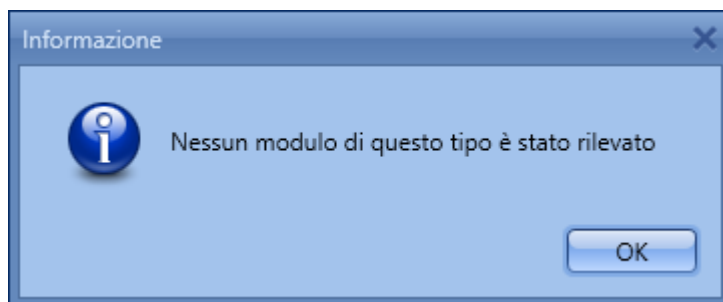 Informazione
Nessun modulo di questo tipo è stato rilevato
OK